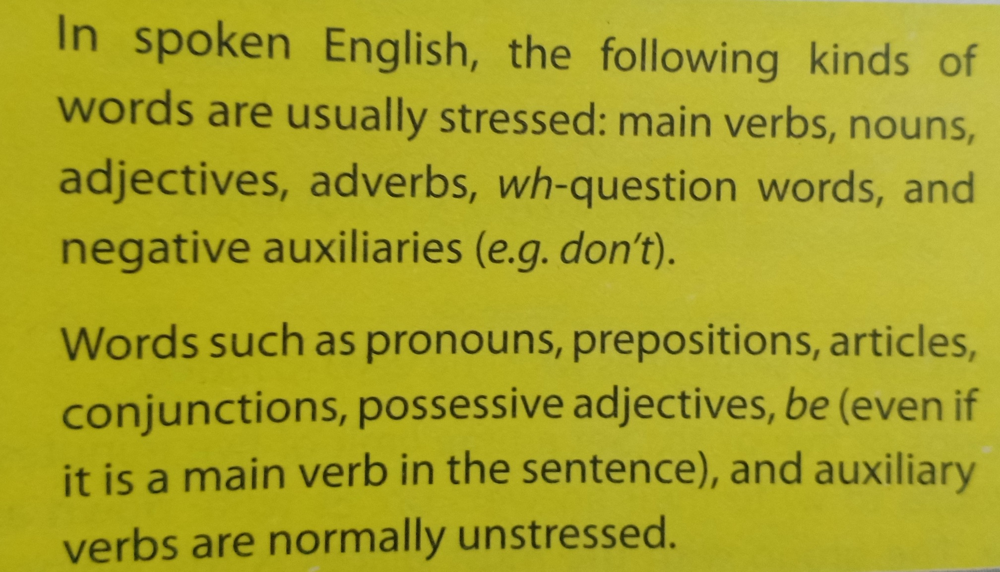 In spoken English, the following kinds of
words are usually stressed: main verbs, nouns,
adjectives, adverbs, wh-question words, and
negative auxiliaries (e.g. don't).
Words such as pronouns, prepositions, articles,
conjunctions, possessive adjectives, be (even if
it is a main verb in the sentence), and auxiliary
verbs are normally unstressed.